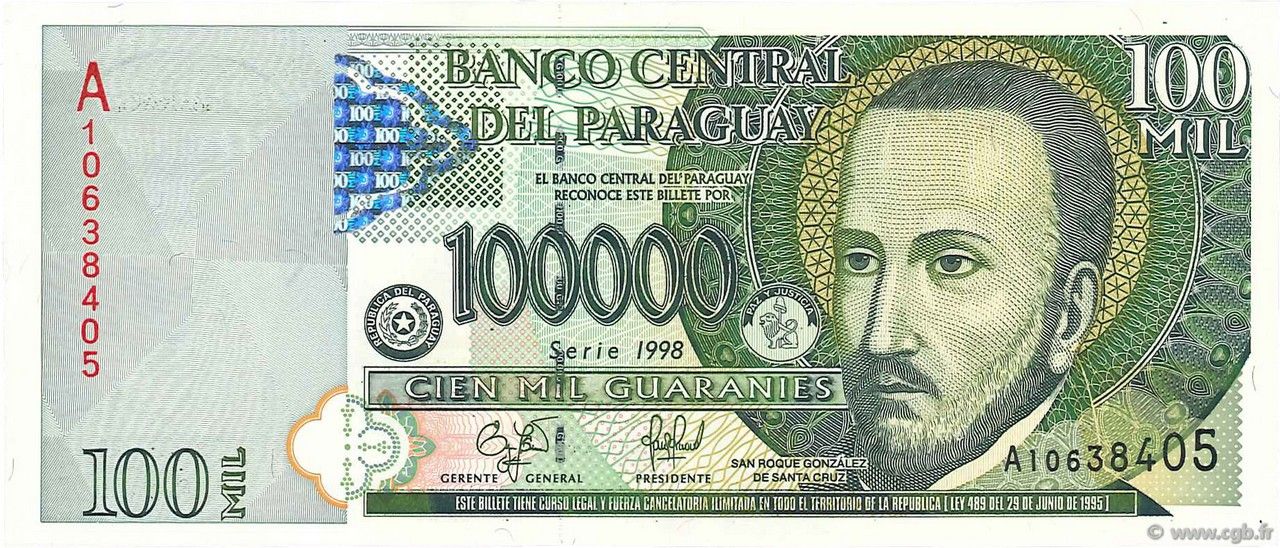 A10638405
100 MIL
BANCO CENTRAL
DEL PARAGUAY
EL BANCO CENTRAL DEL PARAGUAY
RECONOCE ESTE BILLETE POR
100000
REPUBLICA DEL PARAGUAY
PAZ Y JUSTICIA
Serie 1998
CIEN MIL GUARANIES
GERENTE GENERAL
PRESIDENTE
SAN ROQUE GONZÁLEZ
DE SANTA CRUZ
100
MIL
A10638405
ESTE BILLETE TIENE CURSO LEGAL Y FUERZA CANCELATORIA ILIMITADA EN TODO EL TERRITORIO DE LA REPUBLICA [LEY 489 DEL 29 DE JUNIO DE 1995]
© www.cgb.fr